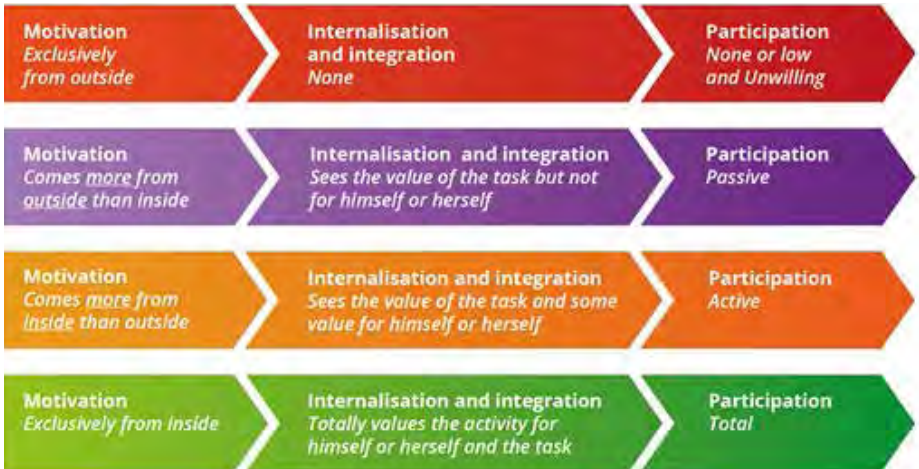 Motivation
Exclusively
from outside
Internalisation
and integration
None
Participation
None or low
and Unwilling
Motivation
Comes more from
outside than inside
Internalisation and integration
Sees the value of the task but not
for himself or herself
Participation
Passive
Motivation
Comes more from
inside than outside
Internalisation and integration
Sees the value of the task and some
value for himself or herself
Participation
Active
Motivation
Exclusively from inside
Internalisation and integration
Totally values the activity for
himself or herself and the task
Participation
Total